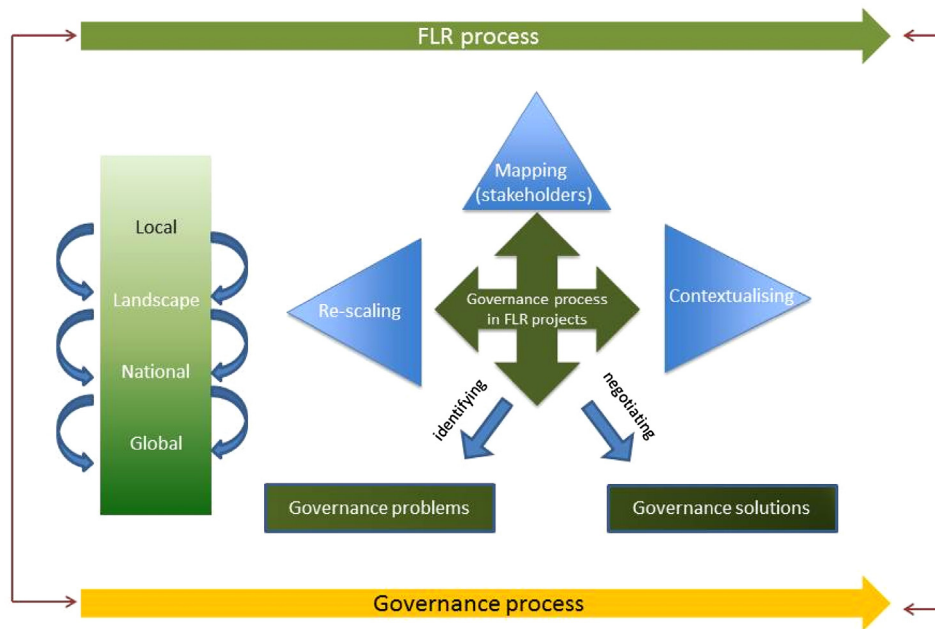 FLR process
Mapping
(stakeholders)
Local
Landscape
National
Global
Re-scaling
Governance process
in FLR projects
Contextualising
identifying
negotiating
Governance problems
Governance solutions
Governance process